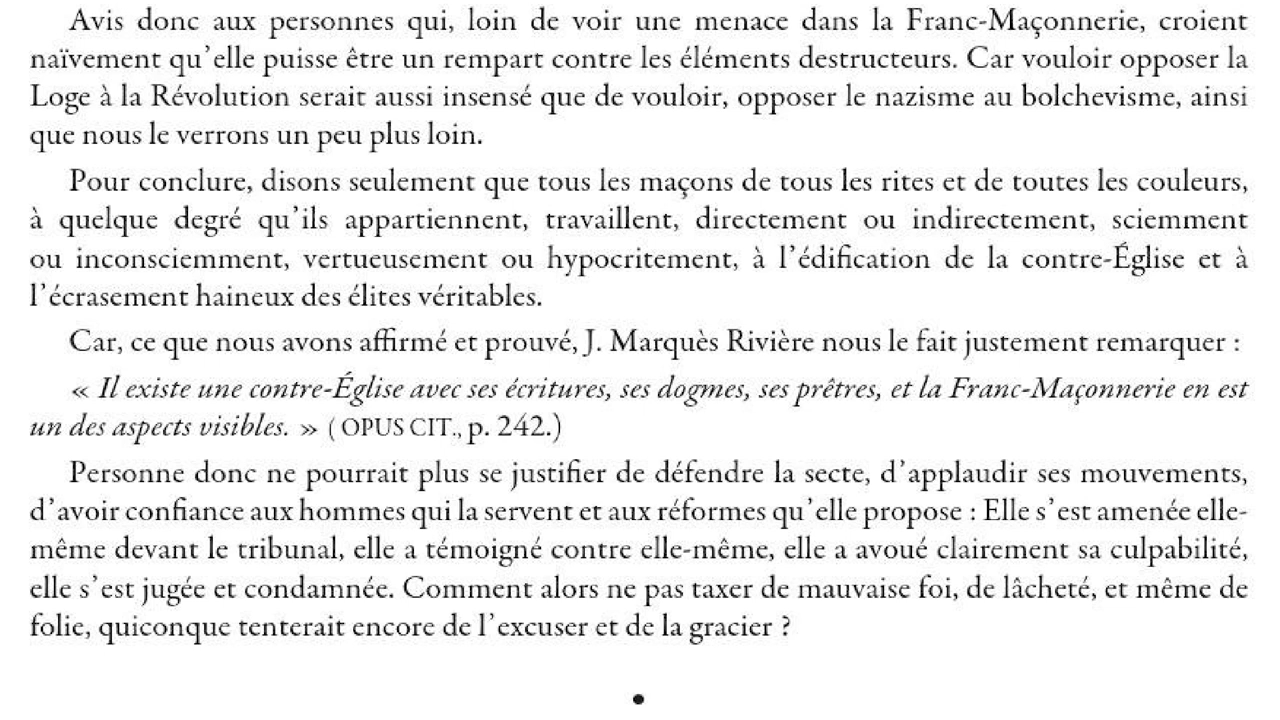 Avis donc aux personnes qui, loin de voir une menace dans la Franc-Maçonnerie, croient
naïvement qu'elle puisse être un rempart contre les éléments destructeurs. Car vouloir opposer la
Loge à la Révolution serait aussi insensé que de vouloir, opposer le nazisme au bolchevisme, ainsi
que nous le verrons un peu plus loin.
Pour conclure, disons seulement que tous les maçons de tous les rites et de toutes les couleurs,
à quelque degré qu'ils appartiennent, travaillent, directement ou indirectement, sciemment
ou inconsciemment, vertueusement ou hypocritement, à l'édification de la contre-Église et à
l'écrasement haineux des élites véritables.
Car, ce que nous avons affirmé et prouvé, J. Marquès Rivière nous le fait justement remarquer :
« Il existe une contre-Église avec ses écritures, ses dogmes, ses prêtres, et la Franc-Maçonnerie en est
un des aspects visibles. » ( OPUS CIT., p. 242.)
Personne donc ne pourrait plus se justifier de défendre la secte, d'applaudir ses mouvements,
d'avoir confiance aux hommes qui la servent et aux réformes qu'elle propose : Elle s'est amenée elle-
même devant le tribunal, elle a témoigné contre elle-même, elle a avoué clairement sa culpabilité,
elle s'est jugée et condamnée. Comment alors ne pas taxer de mauvaise foi, de lâcheté, et même de
folie, quiconque tenterait encore de l'excuser et de la gracier ?
•